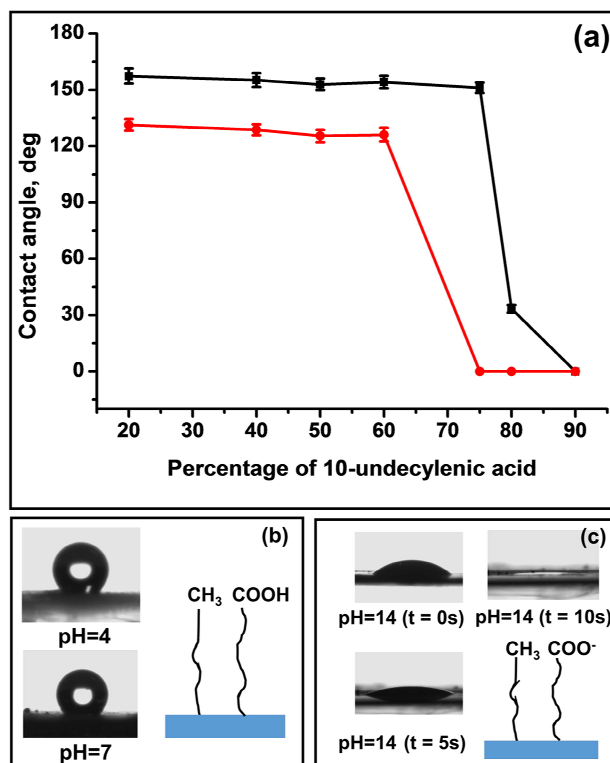 (a)
180
150
120
90
60
30
0
Contact angle, deg
20 30 40 50 60 70 80 90
Percentage of 10-undecylenic acid
(b)
pH=4
pH=7
CH3 COOH
(c)
pH=14 (t = 0s) pH=14 (t = 10s)
CH3 COO-
pH=14 (t = 5s)